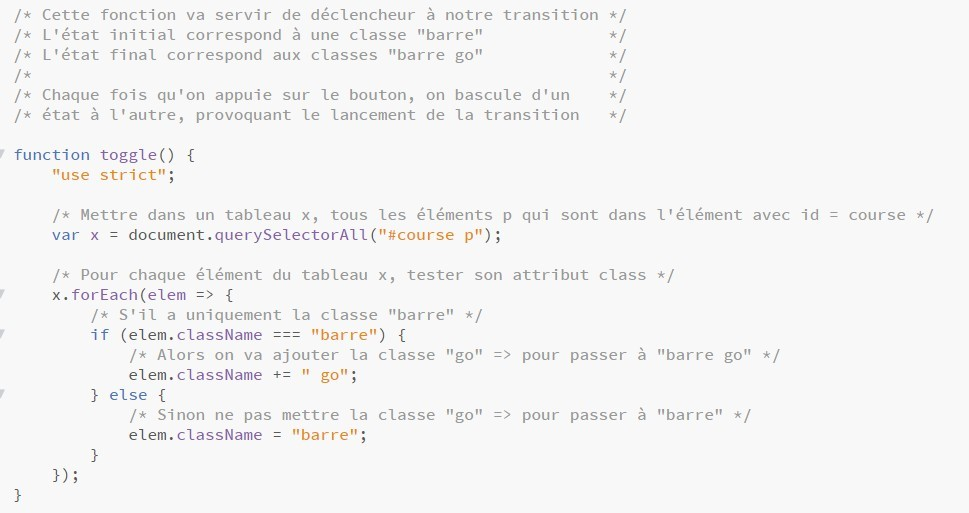 /* Cette fonction va servir de déclencheur à notre transition */
/* L'état initial correspond à une classe "barre"             */
/* L'état final correspond aux classes "barre go"             */
/*                                                            */
/* Chaque fois qu'on appuie sur le bouton, on bascule d'un    */
/* état à l'autre, provoquant le lancement de la transition   */
function toggle() {
    "use strict";
    /* Mettre dans un tableau x, tous les éléments p qui sont dans l'élément avec id = course */
    var x = document.querySelectorAll("#course p");
    /* Pour chaque élément du tableau x, tester son attribut class */
    x.forEach(elem => {
        /* S'il a uniquement la classe "barre" */
        if (elem.className === "barre") {
            /* Alors on va ajouter la classe "go" => pour passer à "barre go" */
            elem.className += " go";
        } else {
            /* Sinon ne pas mettre la classe "go" => pour passer à "barre" */
            elem.className = "barre";
        }
    });
}